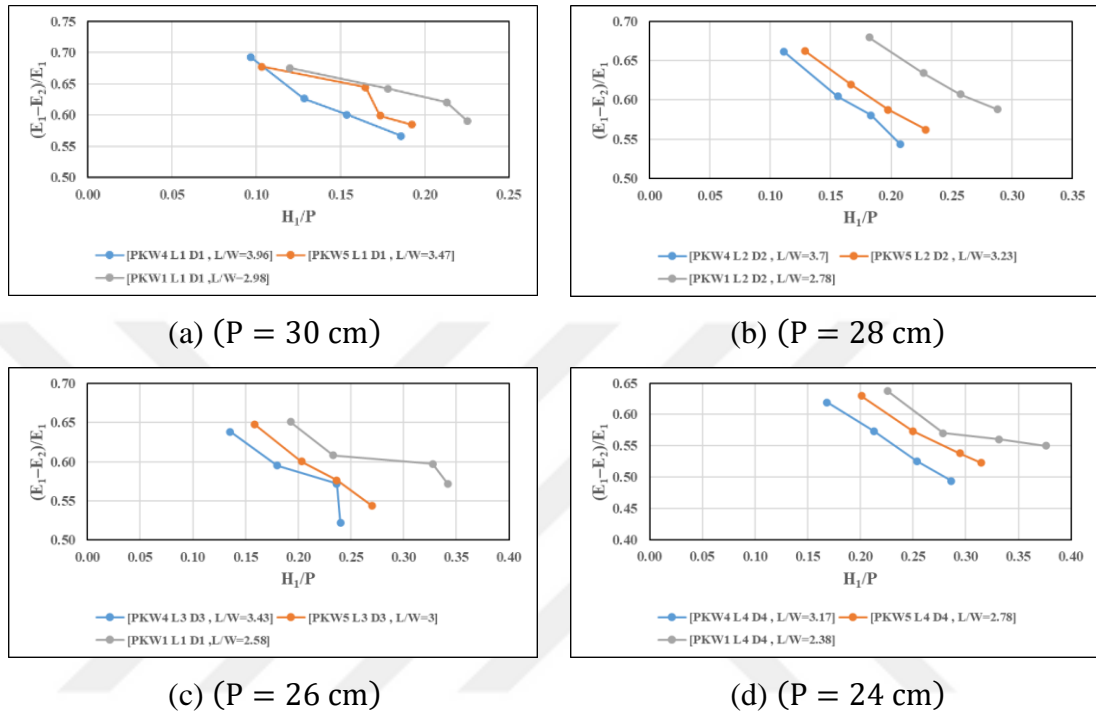 0.75
0.70
0.65
0.60
0.55
0.50
(E₁−E₂)/E₁
0.00 0.05 0.10 0.15 0.20 0.25
H₁/P
[PKW4 L1 D1 , L/W=3.96] [PKW5 L1 D1 , L/W=3.47]
[PKW1 L1 D1 ,L/W=2.98]
(a) (P = 30 cm)
0.70
0.65
0.60
0.55
0.50
(E₁−E₂)/E₁
0.00 0.05 0.10 0.15 0.20 0.25 0.30 0.35
H₁/P
[PKW4 L2 D2 , L/W=3.7] [PKW5 L2 D2 , L/W=3.23]
[PKW1 L2 D2 , L/W=2.78]
(b) (P = 28 cm)
0.70
0.65
0.60
0.55
0.50
(E₁−E₂)/E₁
0.00 0.05 0.10 0.15 0.20 0.25 0.30 0.35 0.40
H₁/P
[PKW4 L3 D3 , L/W=3.43] [PKW5 L3 D3 , L/W=3]
[PKW1 L1 D1 ,L/W=2.58]
(c) (P = 26 cm)
0.65
0.60
0.55
0.50
0.45
0.40
(E₁−E₂)/E₁
0.00 0.05 0.10 0.15 0.20 0.25 0.30 0.35 0.40
H₁/P
[PKW4 L4 D4 , L/W=3.17] [PKW5 L4 D4 , L/W=2.78]
[PKW1 L4 D4 , L/W=2.38]
(d) (P = 24 cm)